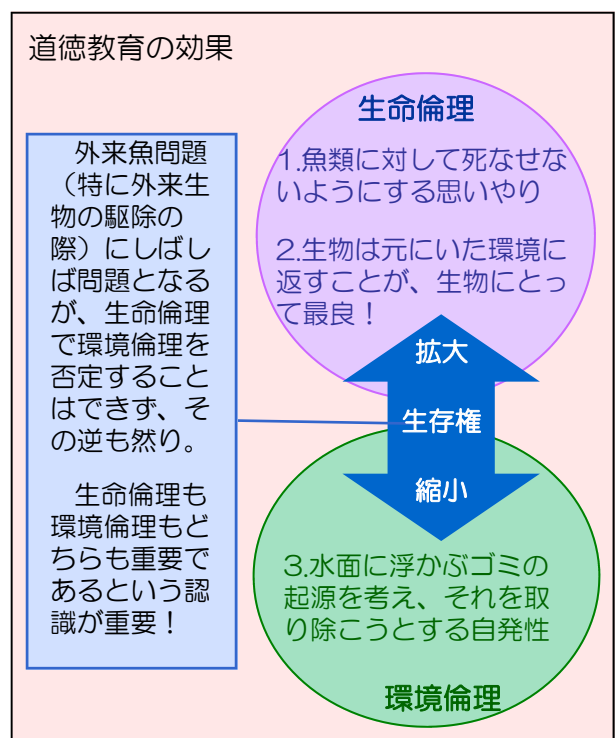 道徳教育の効果
外来魚問題
(特に外来生
物の駆除の
際)にしばし
ば問題となる
が、生命倫理
で環境倫理を
否定すること
はできず、そ
の逆も然り。
生命倫理も
環境倫理もど
ちらも重要で
あるという認
識が重要!
生命倫理
1.魚類に対して死なせな
いようにする思いやり
2.生物は元にいた環境に
返すことが、生物にとっ
て最良!
拡大
生存権
縮小
3.水面に浮かぶゴミの
起源を考え、それを取
り除こうとする自発性
環境倫理